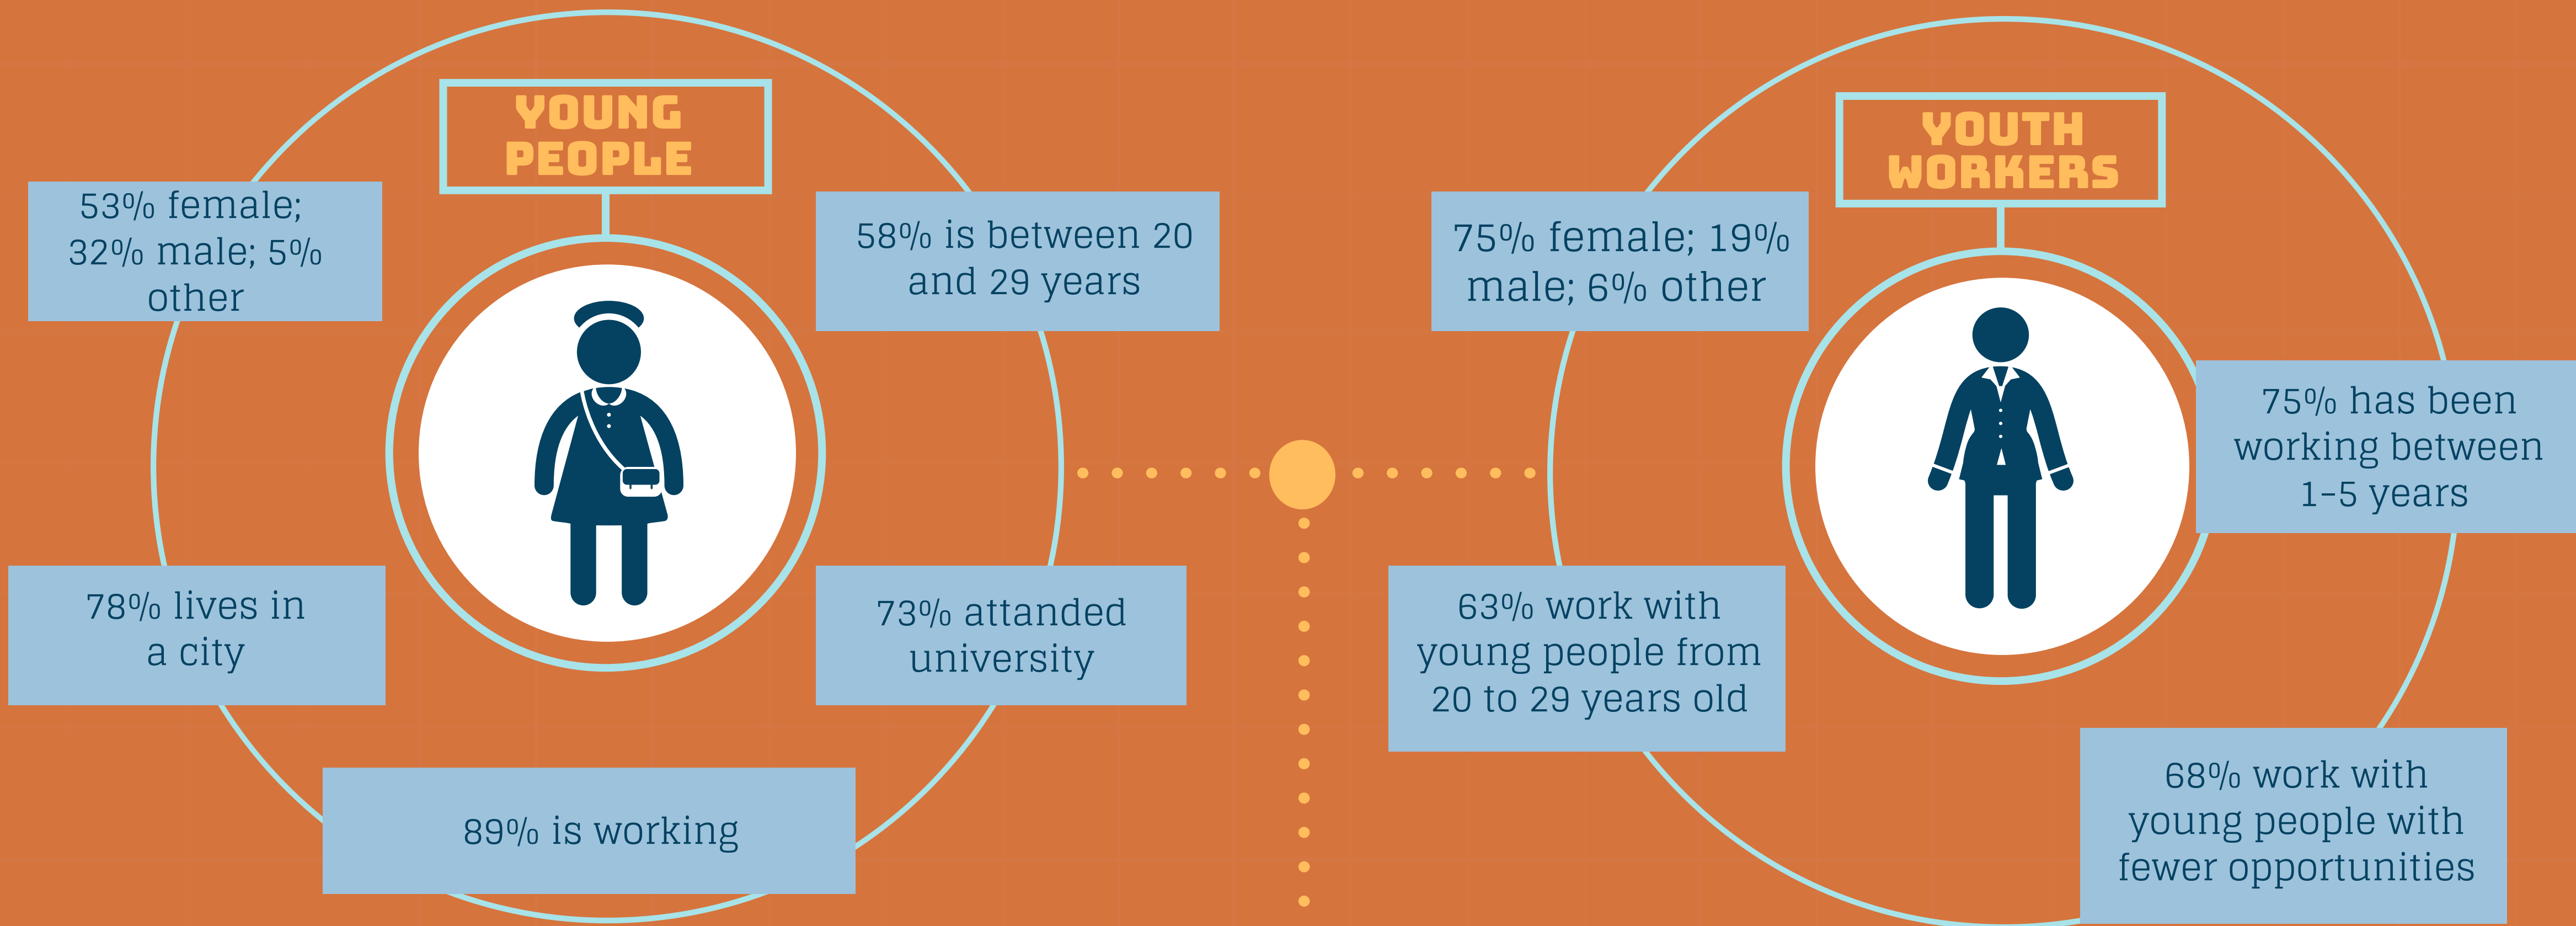 YOUNG
PEOPLE
53% female;
32% male; 5%
other
58% is between 20
and 29 years
78% lives in
a city
73% attanded
university
89% is working
YOUTH
WORKERS
75% female; 19%
male; 6% other
75% has been
working between
1-5 years
63% work with
young people from
20 to 29 years old
68% work with
young people with
fewer opportunities